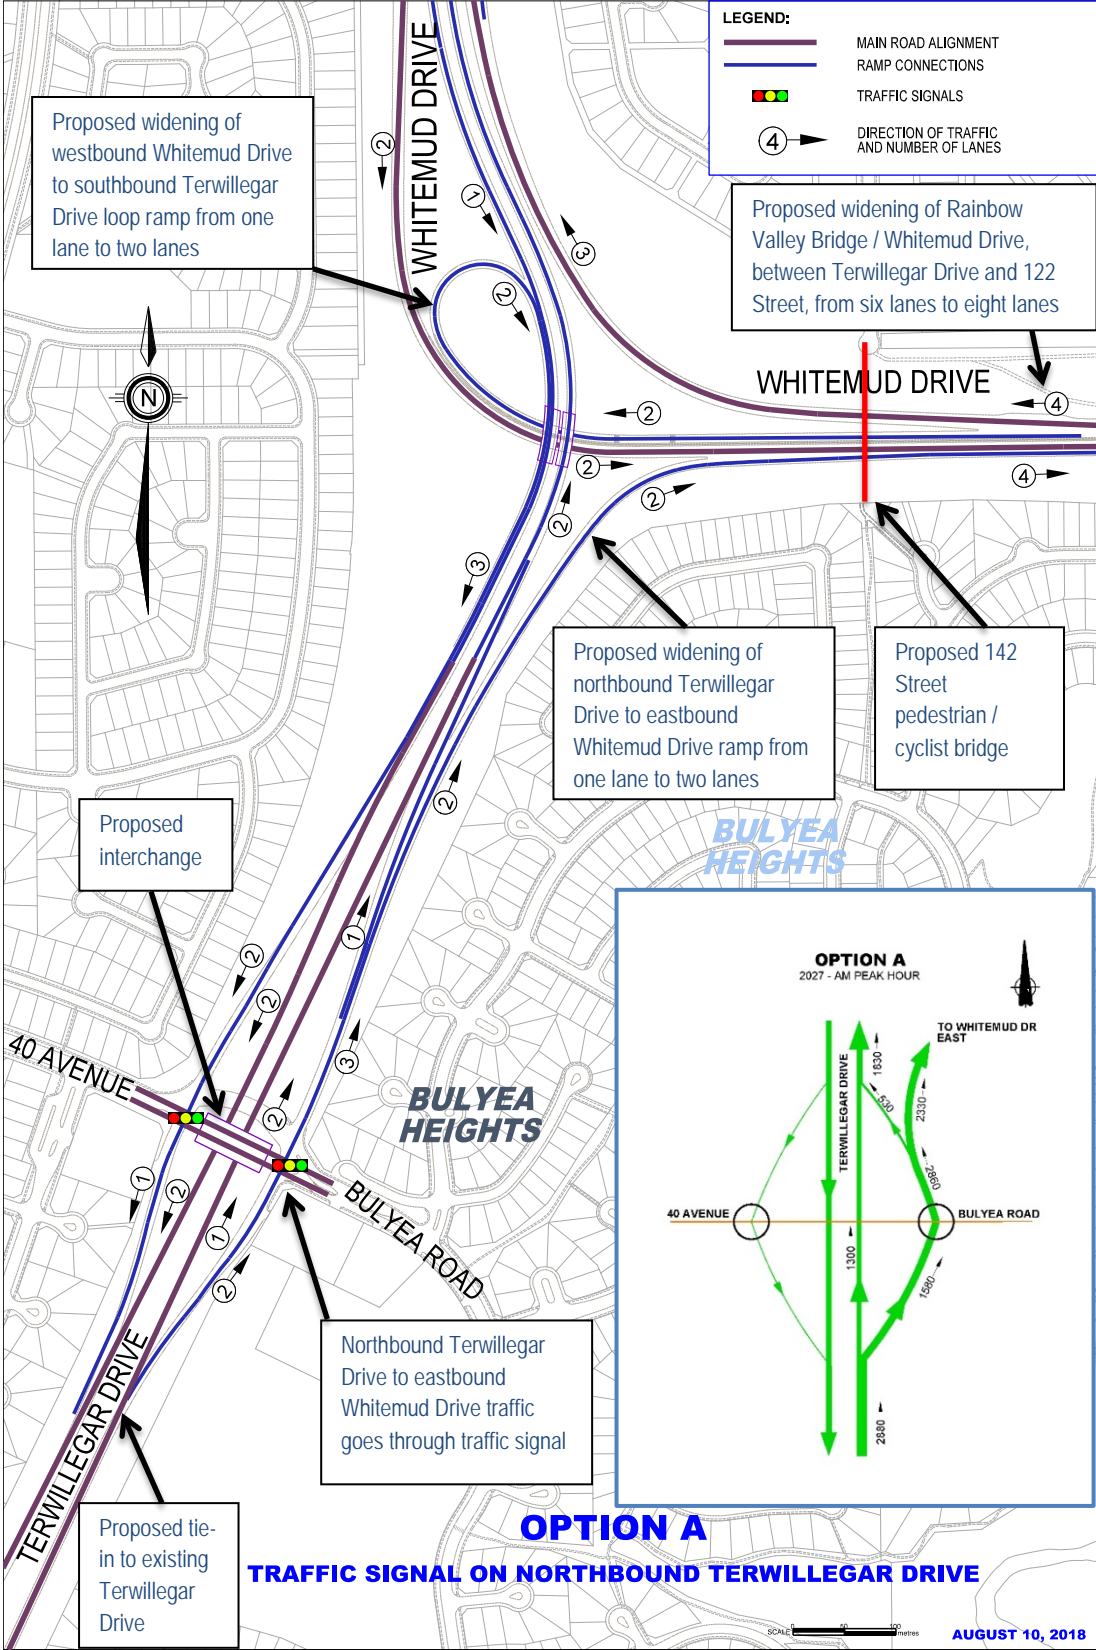 LEGEND:
MAIN ROAD ALIGNMENT
RAMP CONNECTIONS
TRAFFIC SIGNALS
4
DIRECTION OF TRAFFIC
AND NUMBER OF LANES
Proposed widening of
westbound Whitemud Drive
to southbound Terwillegar
Drive loop ramp from one
lane to two lanes
WHITEMUD DRIVE
2
1
3
2
Proposed widening of Rainbow
Valley Bridge / Whitemud Drive,
between Terwillegar Drive and 122
Street, from six lanes to eight lanes
N
WHITEMUD DRIVE
2
4
2
2
4
2
3
Proposed widening of
northbound Terwillegar
Drive to eastbound
Whitemud Drive ramp from
one lane to two lanes
Proposed 142
Street
pedestrian /
cyclist bridge
2
Proposed
interchange
BULYEA
HEIGHTS
1
2
2
3
2
40 AVENUE
BULYEA
HEIGHTS
1
2
1
2
BULYEA ROAD
TERWILLEGAR DRIVE
Northbound Terwillegar
Drive to eastbound
Whitemud Drive traffic
goes through traffic signal
Proposed tie-
in to existing
Terwillegar
Drive
OPTION A
2027 - AM PEAK HOUR
TO WHITEMUD DR
EAST
TERWILLEGAR DRIVE
1830
530
2330
2860
40 AVENUE
BULYEA ROAD
1300
1580
2880
OPTION A
TRAFFIC SIGNAL ON NORTHBOUND TERWILLEGAR DRIVE
SCALE 0 50 100 metres
AUGUST 10, 2018